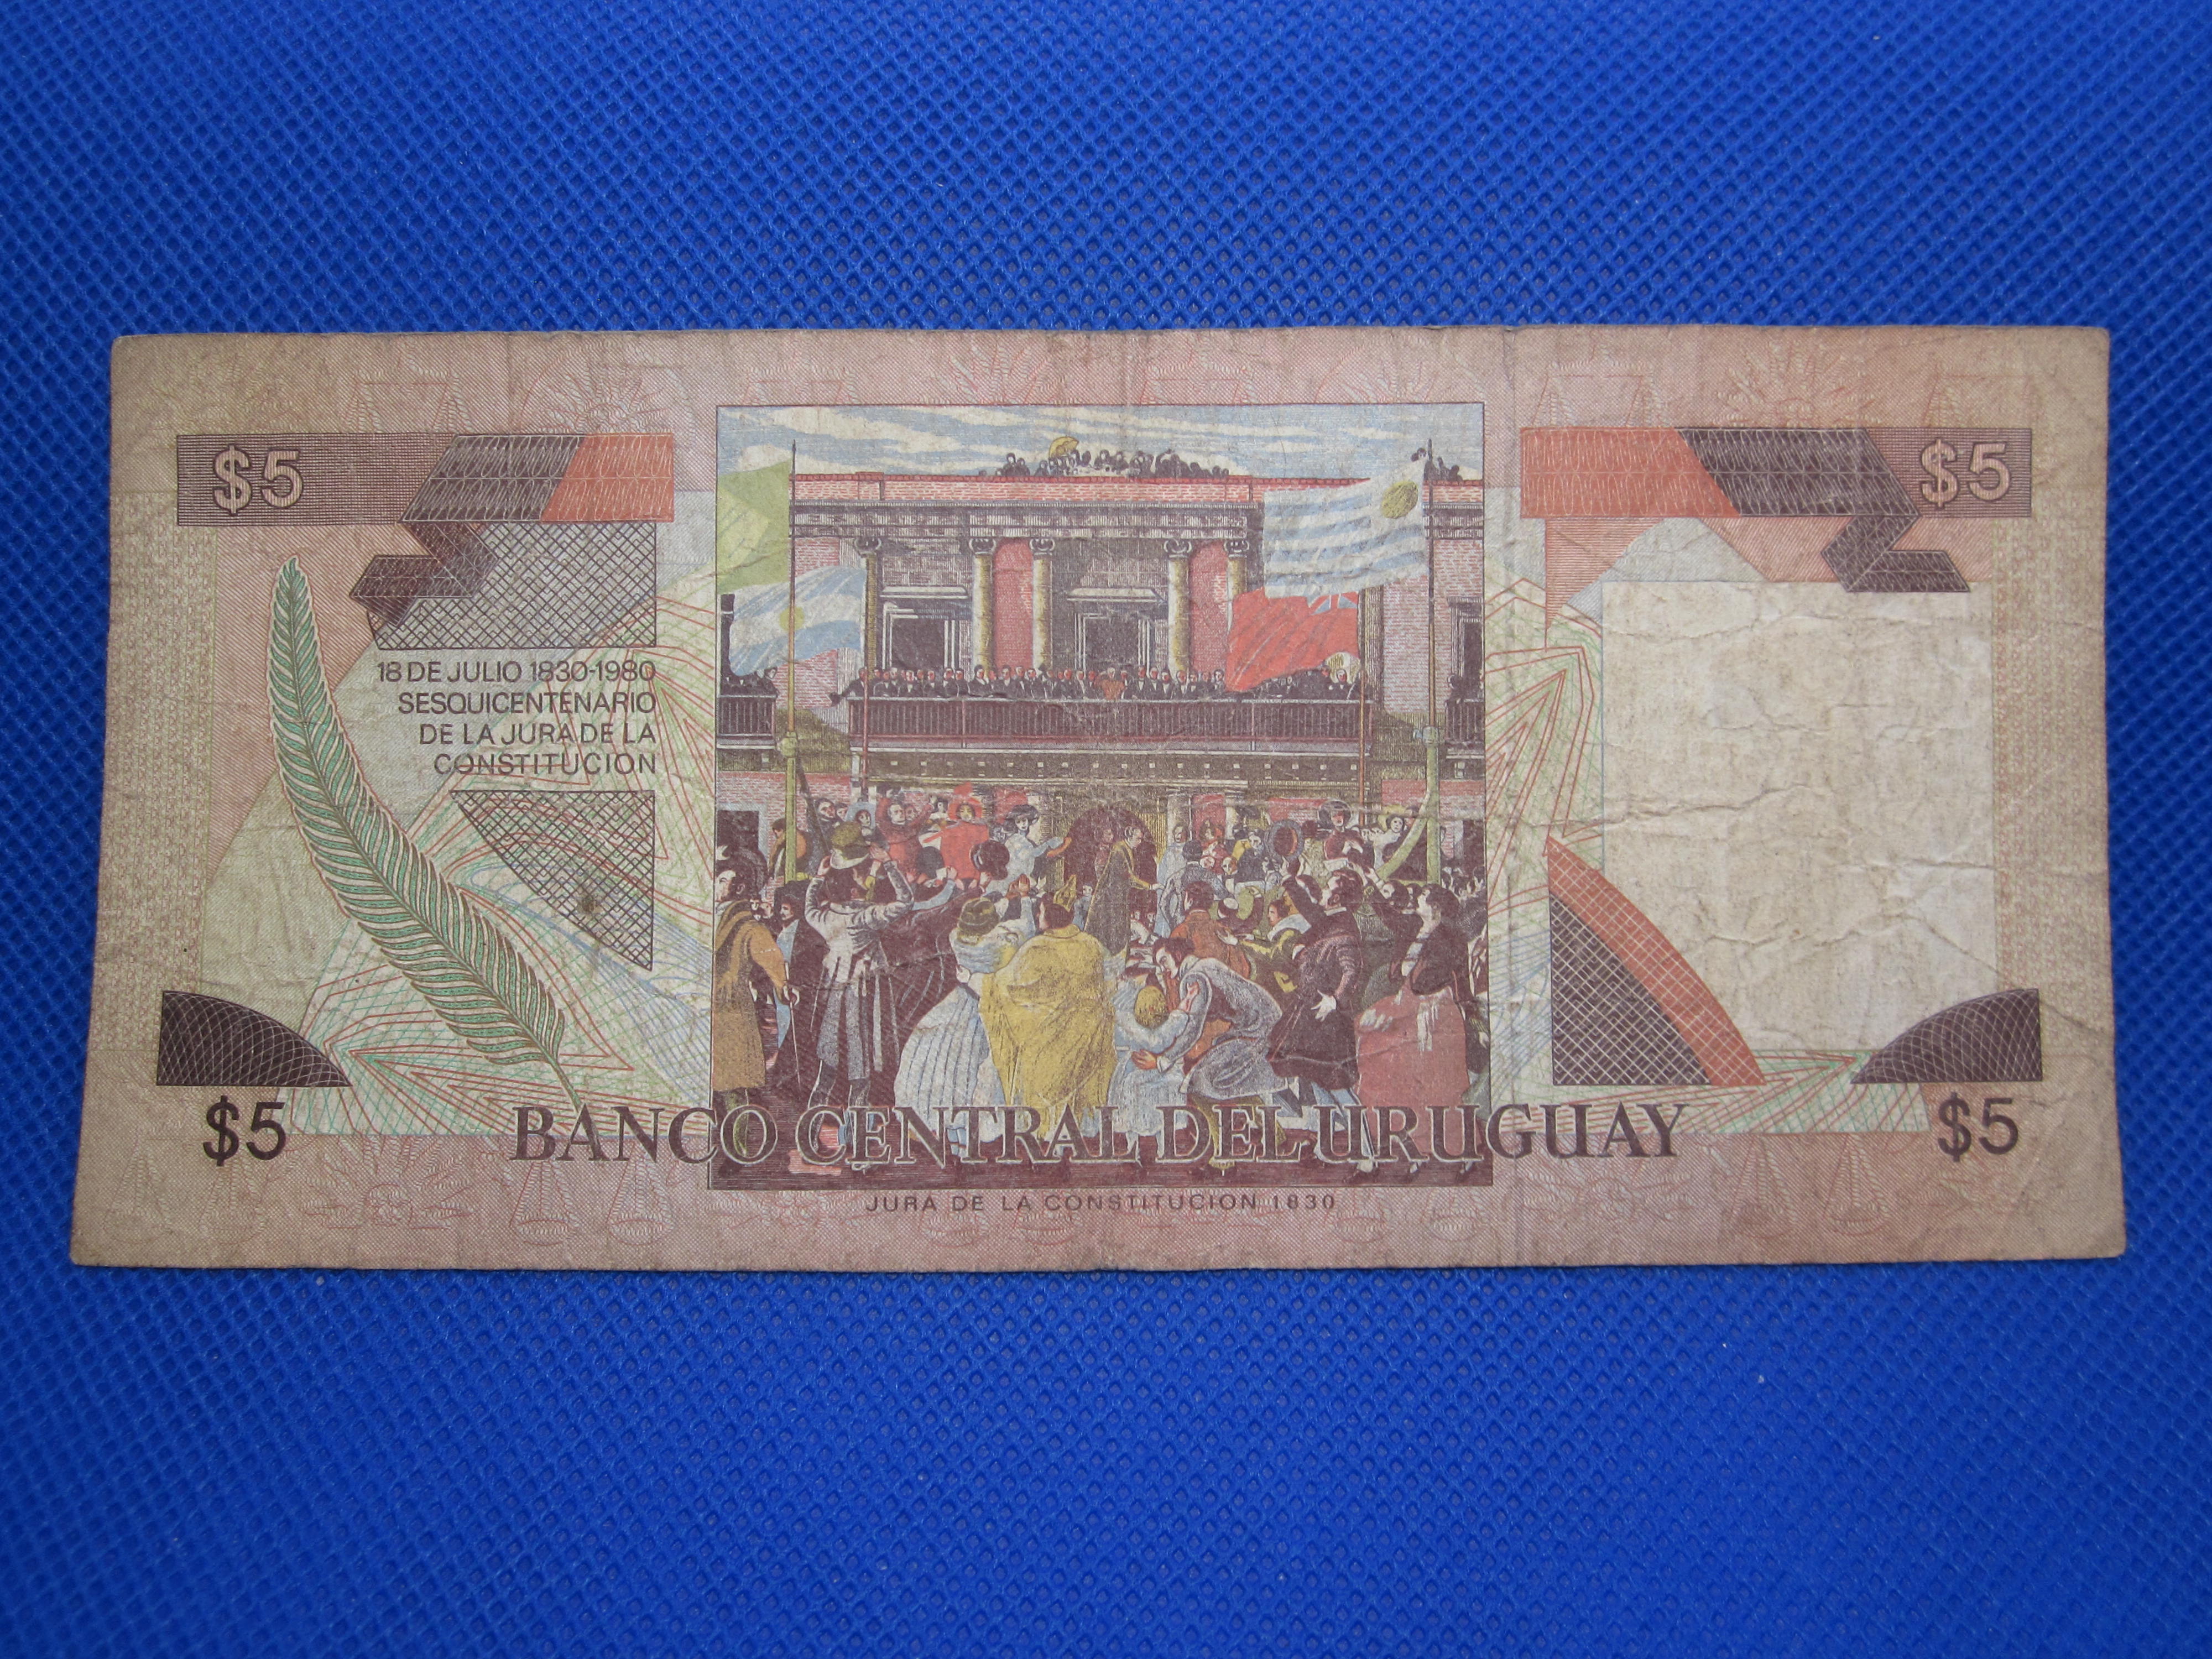 $5
$5
18 DE JULIO 1830-1980
SESQUICENTENARIO
DE LA JURA DE LA
CONSTITUCION
$5
BANCO CENTRAL DEL URUGUAY
$5
JURA DE LA CONSTITUCION 1830